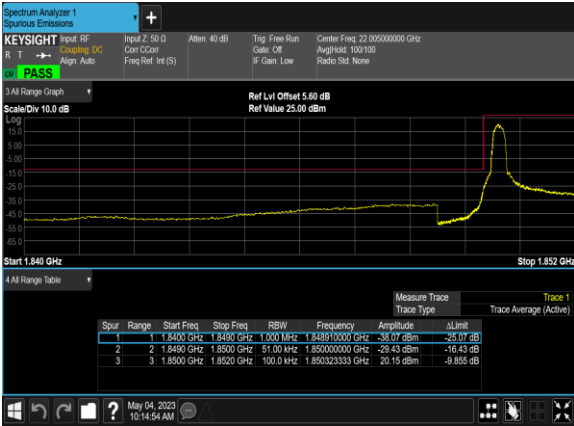 Spectrum Analyzer 1
Spurious Emissions
+
KEYSIGHT Input: RF Input Z: 50 Ω Atten: 40 dB Trig: Free Run Center Freq: 22.005000000 GHz
R T Coupling: DC Corr CCorr Gate: Off Avg|Hold: 100/100
Align: Auto Freq Ref: Int (S) IF Gain: Low Radio Std: None
PASS
3 All Range Graph
Ref Lvl Offset 5.60 dB
Scale/Div 10.0 dB Ref Value 25.00 dBm
Log
15.0
5.00
-5.00
-15.0
-25.0
-35.0
-45.0
-55.0
-65.0
Start 1.840 GHz Stop 1.852 GHz
4 All Range Table
Measure Trace Trace 1
Trace Type Trace Average (Active)
Spur Range Start Freq Stop Freq RBW Frequency Amplitude ΔLimit
1 1 1.8400 GHz 1.8490 GHz 1.000 MHz 1.848910000 GHz -38.07 dBm -25.07 dB
2 2 1.8490 GHz 1.8500 GHz 51.00 kHz 1.850000000 GHz -29.43 dBm -16.43 dB
3 3 1.8500 GHz 1.8520 GHz 100.0 kHz 1.850323333 GHz 20.15 dBm -9.855 dB
?
May 04, 2023
10:14:54 AM